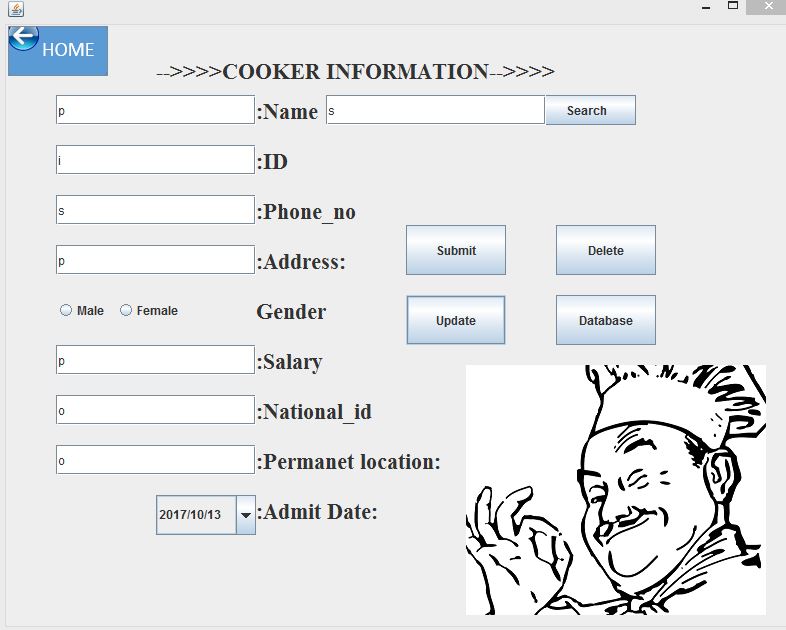 HOME
-->>>>COOKER INFORMATION-->>>>
p :Name s Search
i :ID
s :Phone_no
p :Address:
Submit Delete
Male Female Gender
Update Database
p :Salary
o :National_id
o :Permanet location:
2017/10/13 :Admit Date: